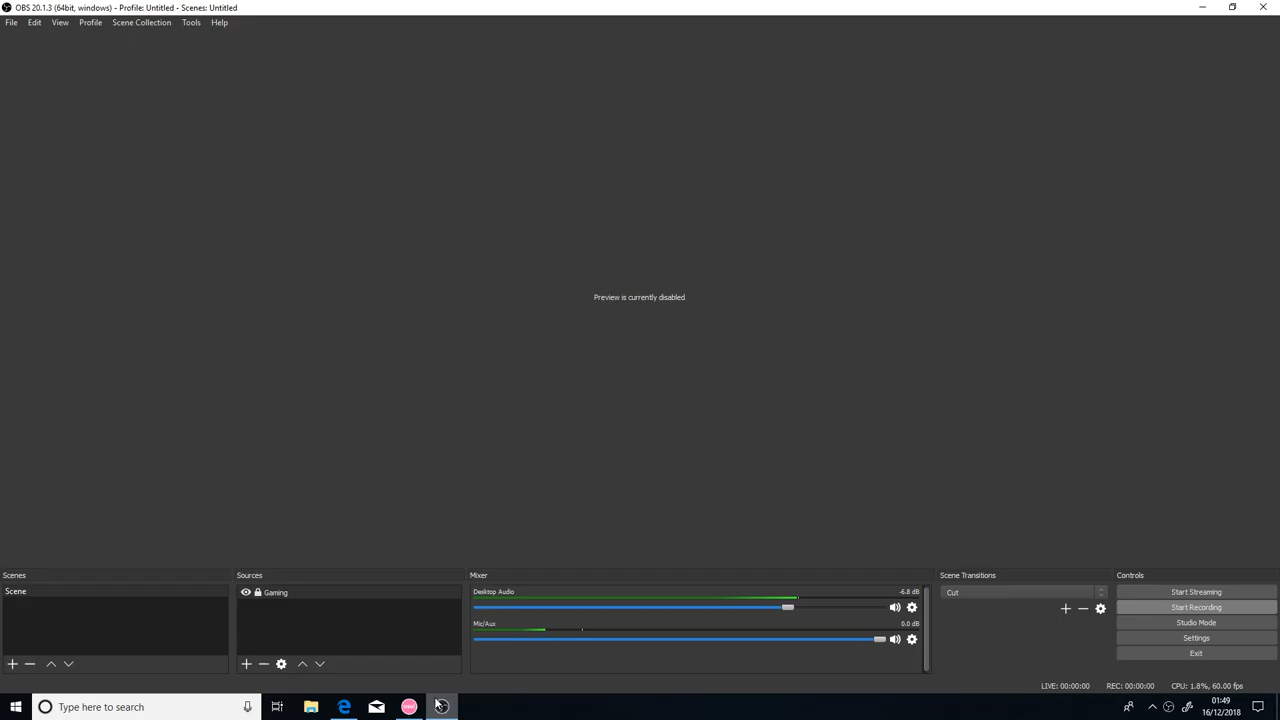 OBS 20.1.3 (64bit, windows) - Profile: Untitled - Scenes: Untitled
File Edit View Profile Scene Collection Tools Help
Preview is currently disabled
Scenes
Scene
Sources
Gaming
Mixer
Desktop Audio -6.8 dB
Mic/Aux 0.0 dB
Scene Transitions
Cut
Controls
Start Streaming
Start Recording
Studio Mode
Settings
Exit
LIVE: 00:00:00 REC: 00:00:00 CPU: 1.8%, 60.00 fps
Type here to search
osu!
01:49
16/12/2018